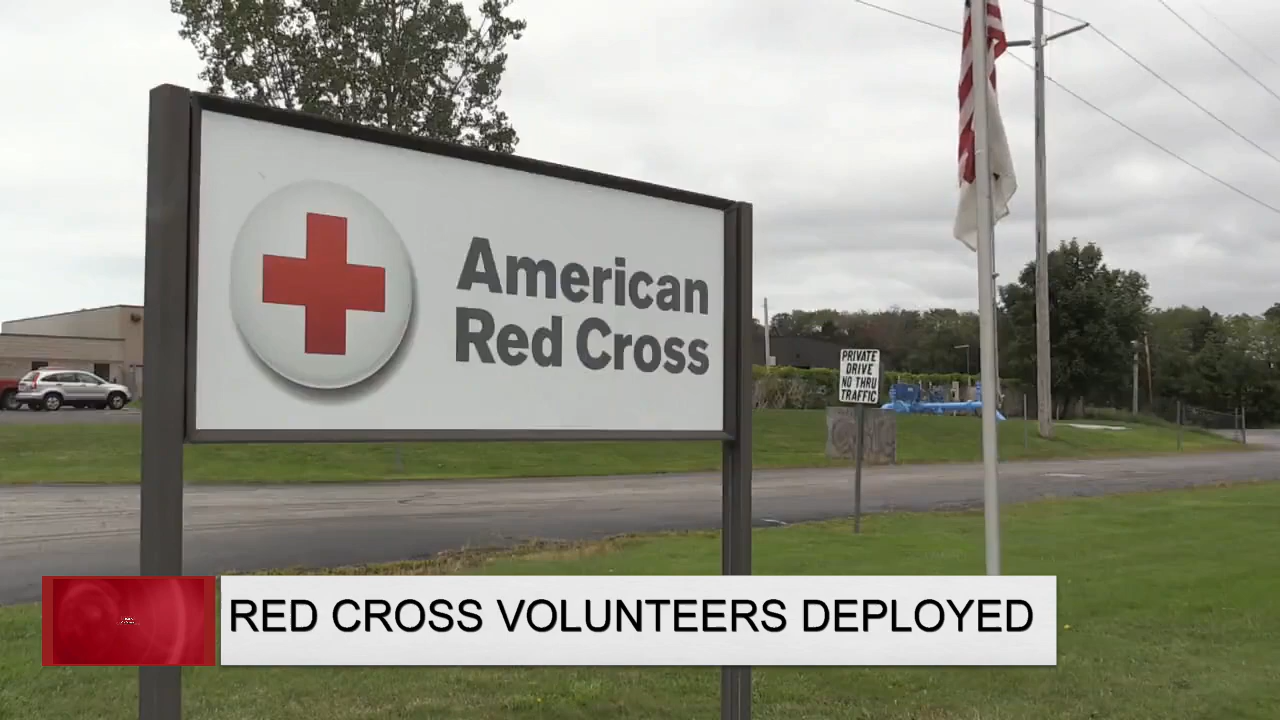 American
Red Cross
PRIVATE
DRIVE
NO THRU
TRAFFIC
RED CROSS VOLUNTEERS DEPLOYED